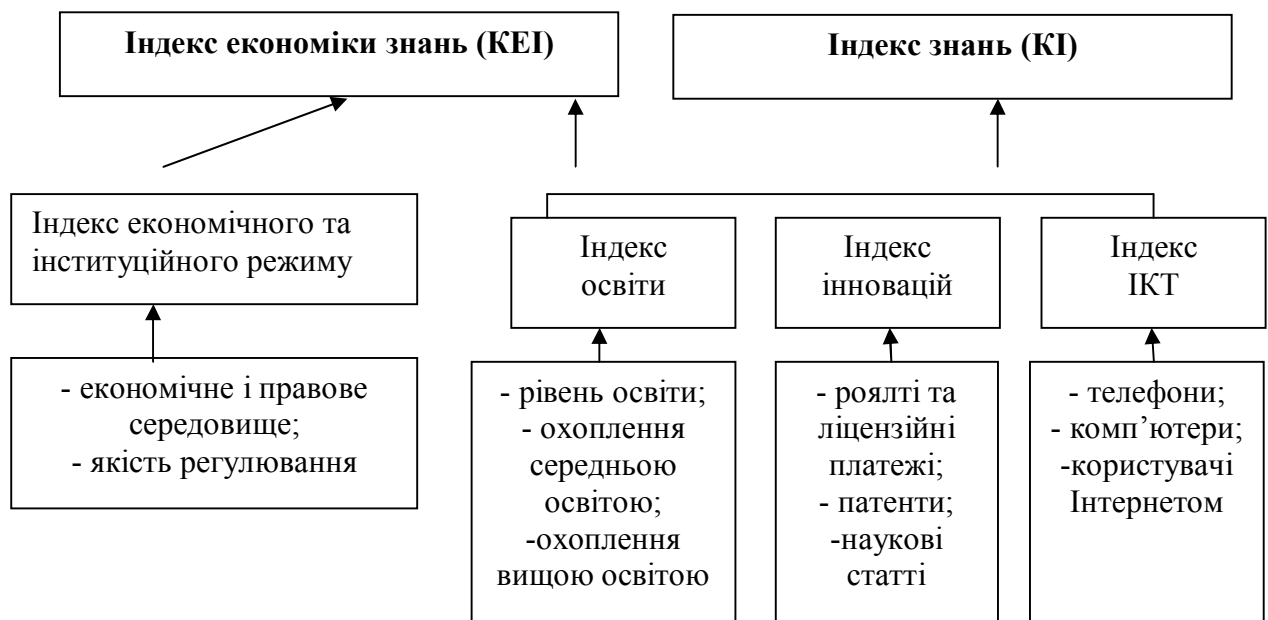 Індекс економіки знань (КЕІ)
Індекс знань (КІ)
Індекс економічного та
інституційного режиму
Індекс
освіти
Індекс
інновацій
Індекс
ІКТ
- економічне і правове
середовище;
- якість регулювання
- рівень освіти;
- охоплення
середньою
освітою;
-охоплення
вищою освітою
- роялті та
ліцензійні
платежі;
- патенти;
-наукові
статті
- телефони;
- комп’ютери;
-користувачі
Інтернетом